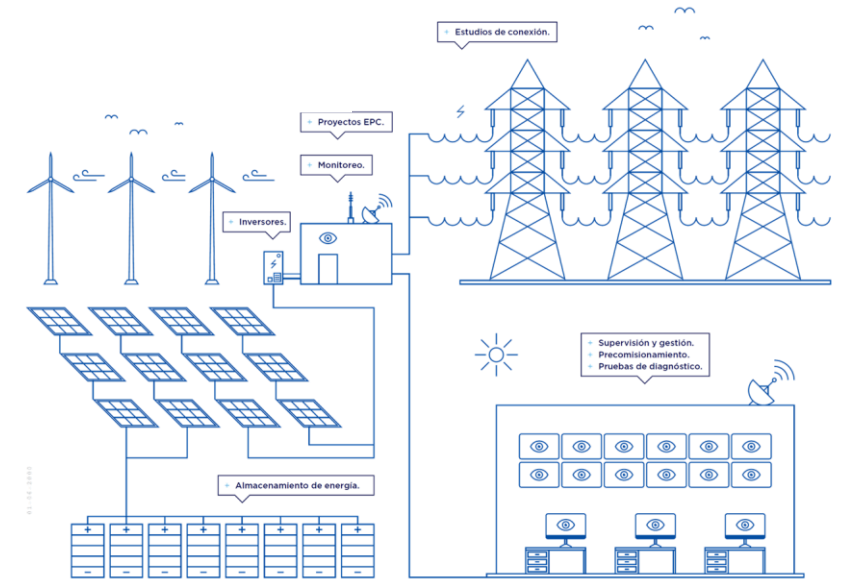 + Estudios de conexión.
+ Proyectos EPC.
+ Monitoreo.
+ Inversores.
+ Supervisión y gestión.
+ Precomisionamiento.
+ Pruebas de diagnóstico.
+ Almacenamiento de energía.